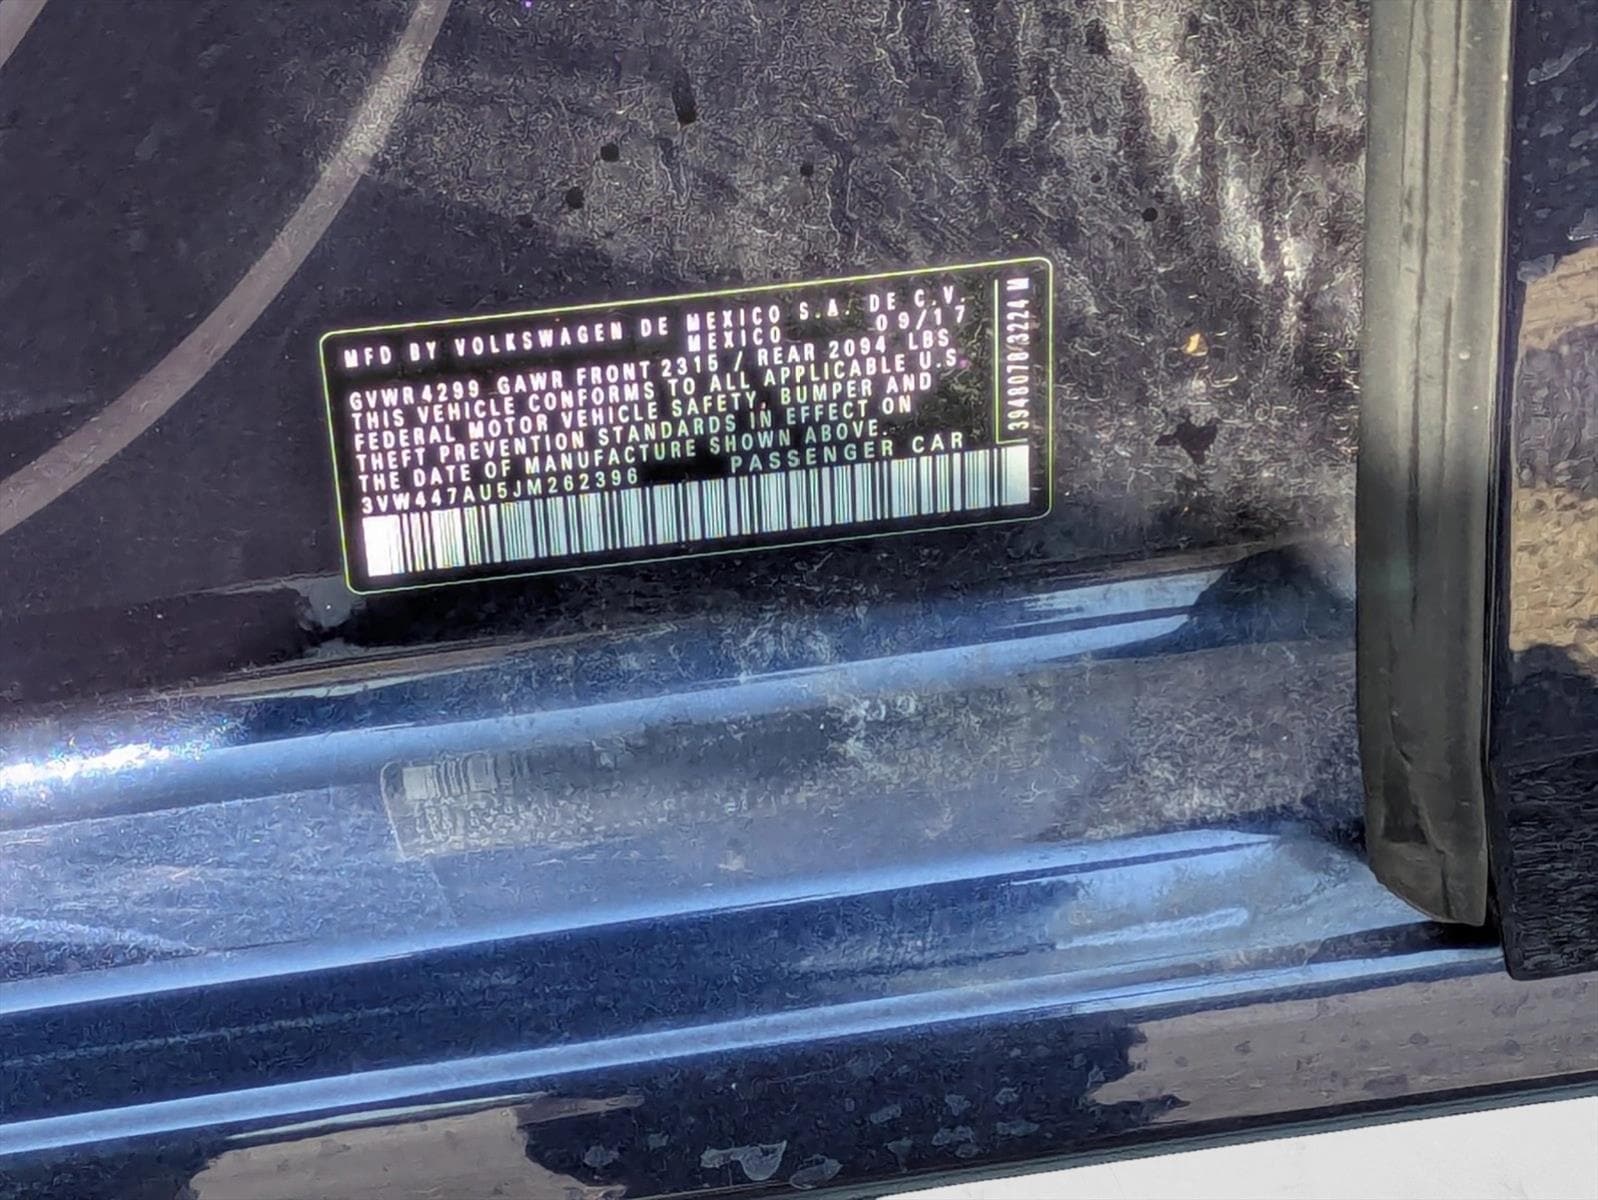 MFD BY VOLKSWAGEN DE MEXICO S.A. DE C.V.
MEXICO 09/17
GVWR 4299 GAWR FRONT 2315 / REAR 2094 LBS
THIS VEHICLE CONFORMS TO ALL APPLICABLE U.S.
FEDERAL MOTOR VEHICLE SAFETY, BUMPER AND
THEFT PREVENTION STANDARDS IN EFFECT ON
THE DATE OF MANUFACTURE SHOWN ABOVE.
3VW447AU5JM262396 PASSENGER CAR
M